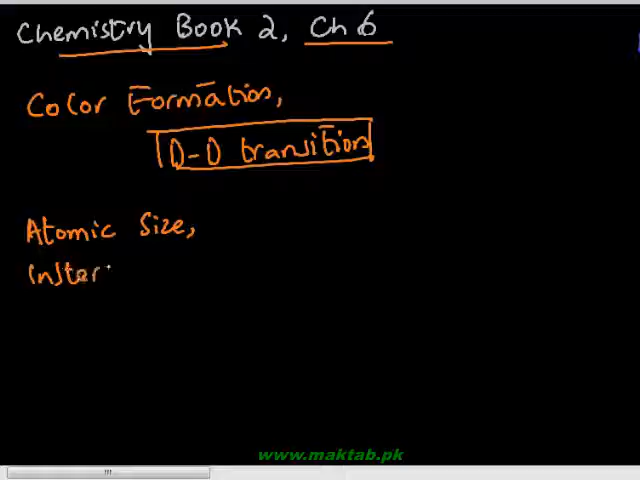 Chemistry Book 2, Ch 6
Color Formation,
D-D transition
Atomic Size,
www.maktab.pk